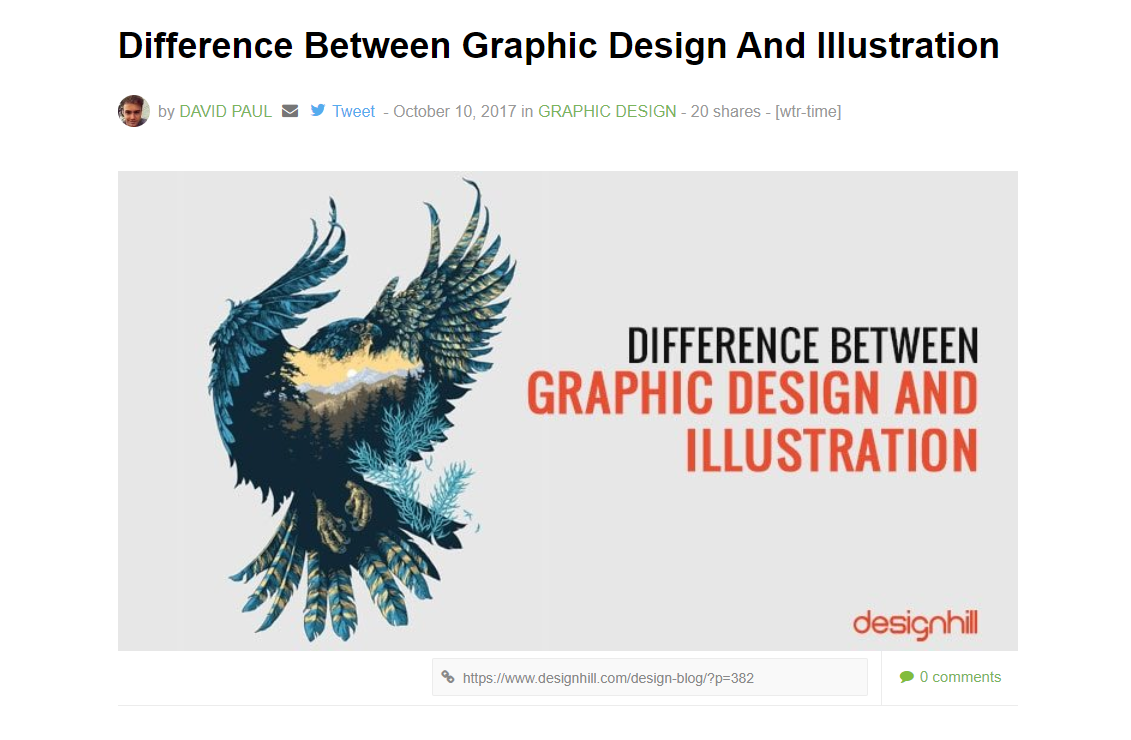 Difference Between Graphic Design And Illustration
by DAVID PAUL Tweet - October 10, 2017 in GRAPHIC DESIGN - 20 shares - [wtr-time]
DIFFERENCE BETWEEN
GRAPHIC DESIGN AND
ILLUSTRATION
designhill
https://www.designhill.com/design-blog/?p=382
0 comments